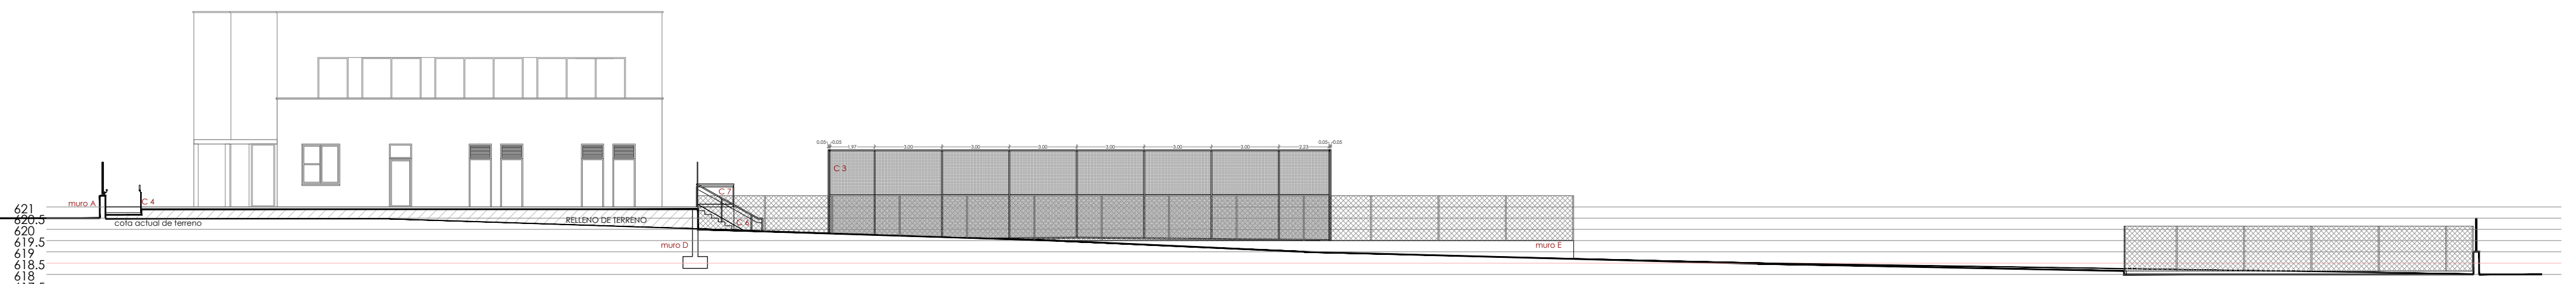 0.05 0.05
1.97 3.00 3.00 3.00 3.00 3.00 3.00 2.23
0.05 0.05
C 3
C 7
muro A
C 4
621
620.5
RELLENO DE TERRENO
C 6
cota actual de terreno
620
619.5
muro D
muro E
619
618.5
618
617.5